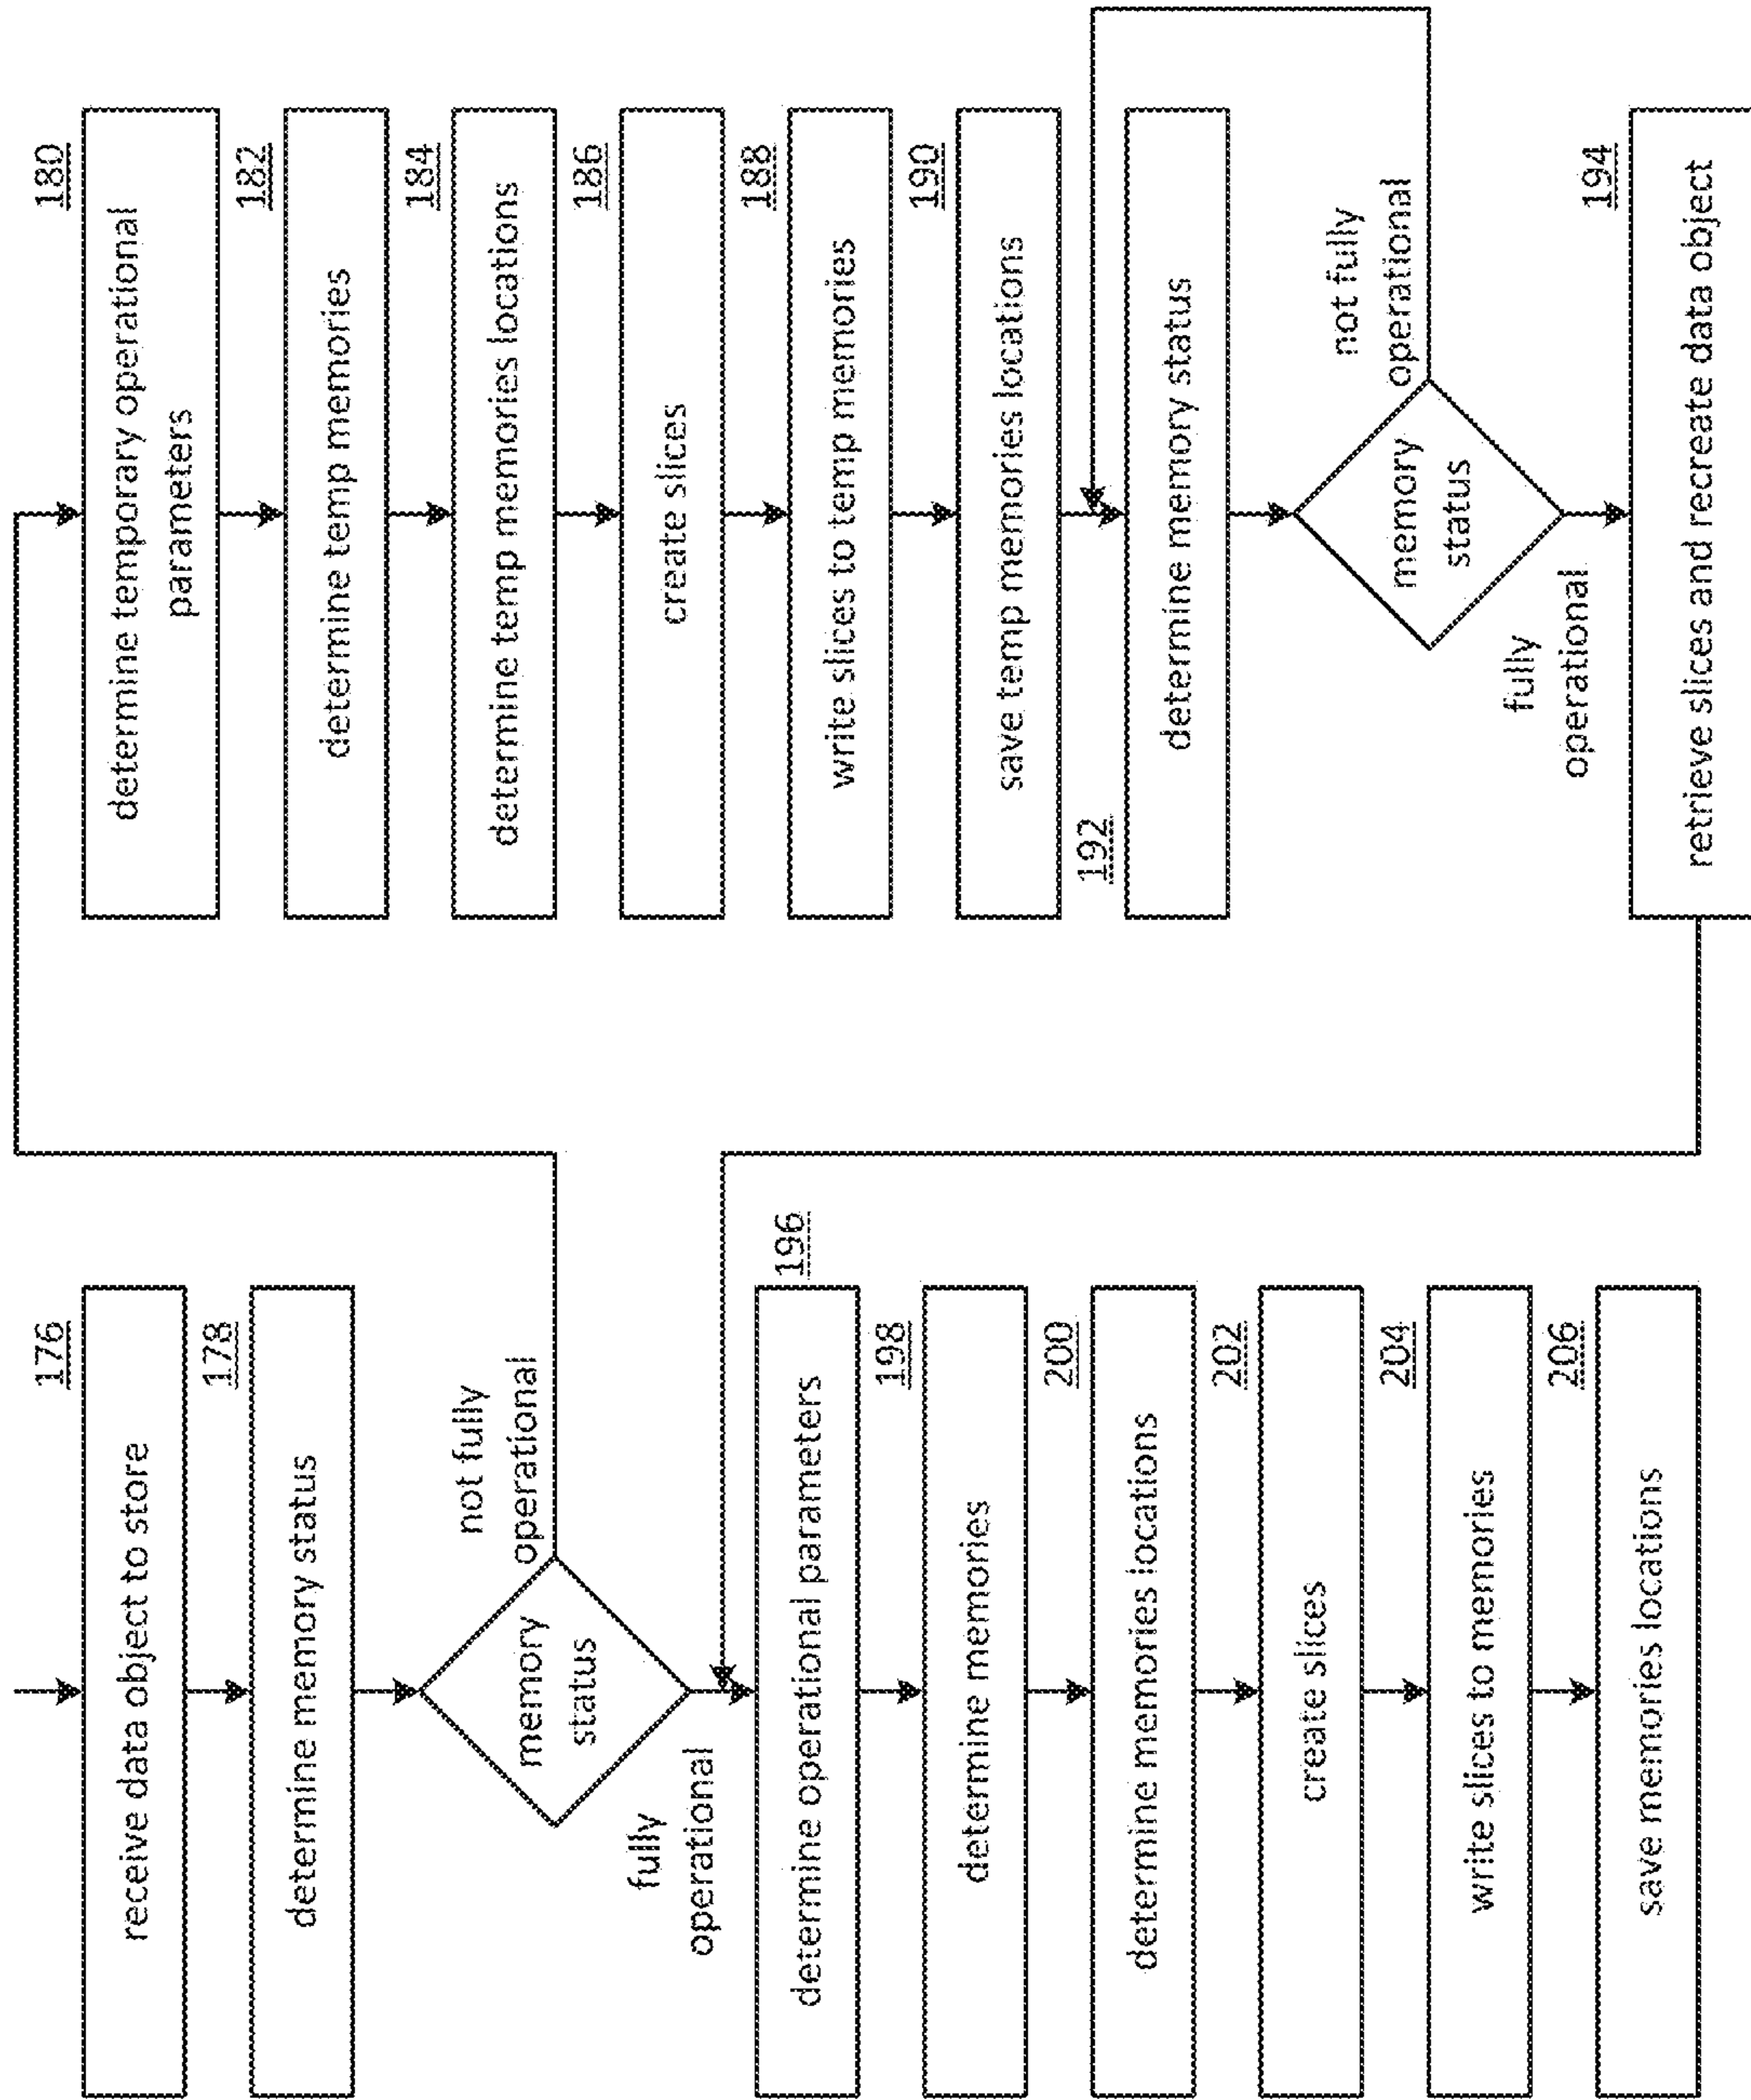 176
receive data object to store
178
determine memory status
memory
status
not fully
operational
fully
operational
196
determine operational parameters
198
determine memories
200
determine memories locations
202
create slices
204
write slices to memories
206
save memories locations
180
determine temporary operational
parameters
182
determine temp memories
184
determine temp memories locations
186
create slices
188
write slices to temp memories
190
save temp memories locations
192
determine memory status
memory
status
not fully
operational
fully
operational
194
retrieve slices and recreate data object